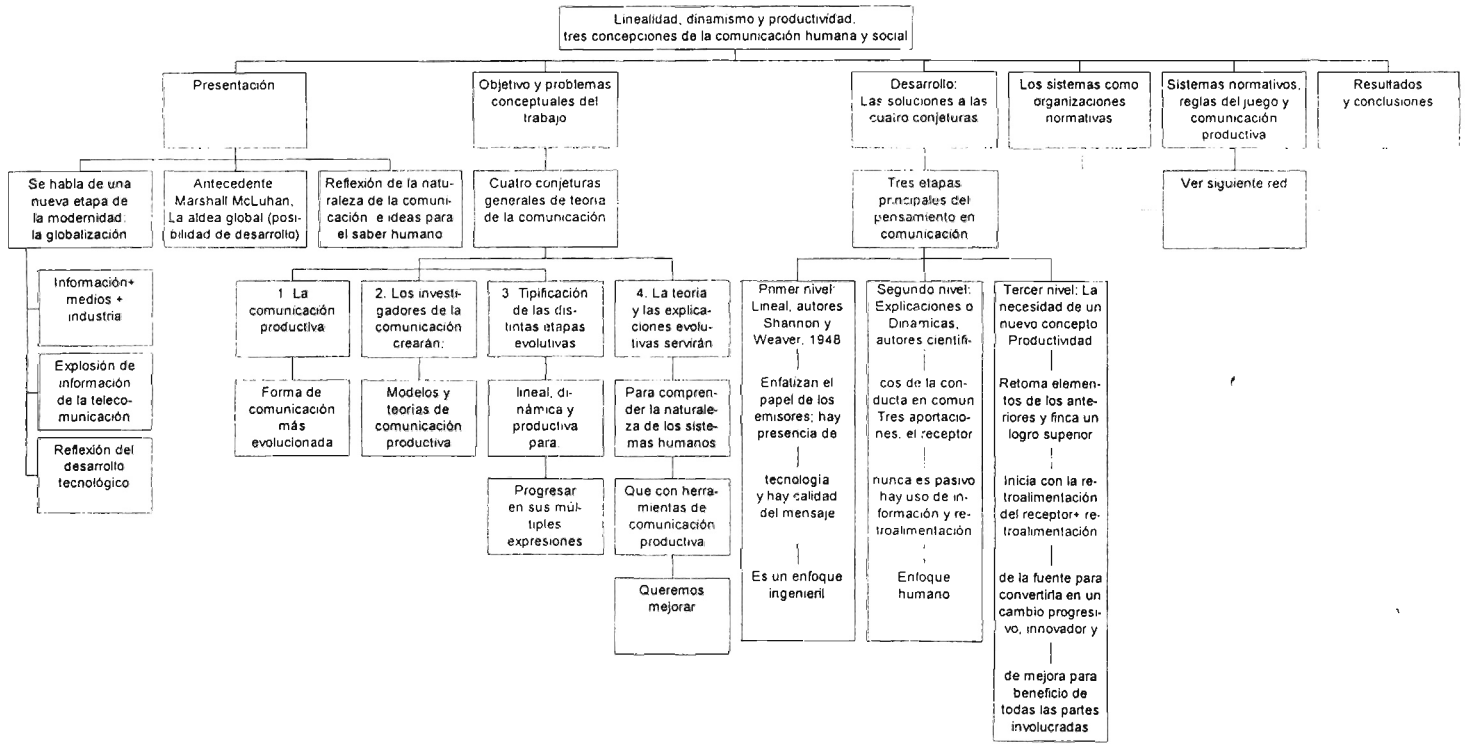 Linealidad, dinamismo y productividad,
tres concepciones de la comunicación humana y social
Presentación
Objetivo y problemas
conceptuales del
trabajo
Desarrollo:
Las soluciones a las
cuatro conjeturas
Los sistemas como
organizaciones
normativas
Sistemas normativos,
reglas del juego y
comunicación
productiva
Resultados
y conclusiones
Se habla de una
nueva etapa de
la modernidad:
la globalización
Antecedente
Marshall McLuhan,
La aldea global (posi-
bilidad de desarrollo)
Reflexión de la natu-
raleza de la comuni-
cación e ideas para
el saber humano
Cuatro conjeturas
generales de teoría
de la comunicación
Tres etapas
principales del
pensamiento en
comunicación
Ver siguiente red
Información+
medios +
industria
Explosión de
información
de la teleco-
municación
Reflexión del
desarrollo
tecnológico
1 La
comunicación
productiva
Forma de
comunicación
más
evolucionada
2. Los investi-
gadores de la
comunicación
crearán:
Modelos y
teorías de
comunicación
productiva
3 Tipificación
de las dis-
tintas etapas
evolutivas
lineal, di-
námica y
productiva
para.
Progresar
en sus múl-
tiples
expresiones
4. La teoría
y las explica-
ciones evolu-
tivas servirán
Para compren-
der la naturale-
za de los siste-
mas humanos
Que con herra-
mientas de
comunicación
productiva
Queremos
mejorar
Primer nivel:
Lineal, autores
Shannon y
Weaver, 1948
Enfatizan el
papel de los
emisores; hay
presencia de
tecnología
y hay calidad
del mensaje
Es un enfoque
ingenieril
Segundo nivel:
Explicaciones o
Dinámicas,
autores científi-
cos de la con-
ducta en comun
Tres aportacio-
nes, el receptor
nunca es pasivo
hay uso de in-
formación y re-
troalimentación
Enfoque
humano
Tercer nivel: La
necesidad de un
nuevo concepto
Productividad
Retoma elemen-
tos de los ante-
riores y finca un
logro superior
Inicia con la re-
troalimentación
del receptor+ re-
troalimentación
de la fuente para
convertirla en un
cambio progresi-
vo, innovador y
de mejora para
beneficio de
todas las partes
involucradas